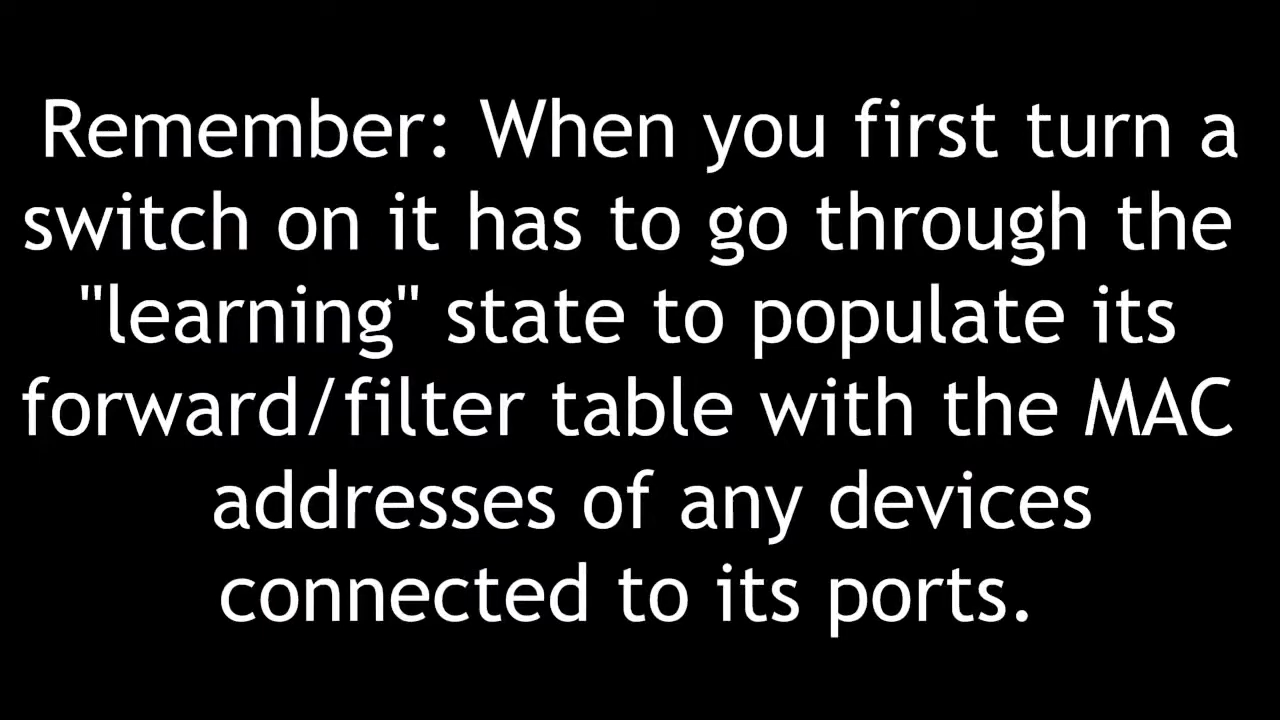 Remember: When you first turn a
switch on it has to go through the
"learning" state to populate its
forward/filter table with the MAC
addresses of any devices
connected to its ports.